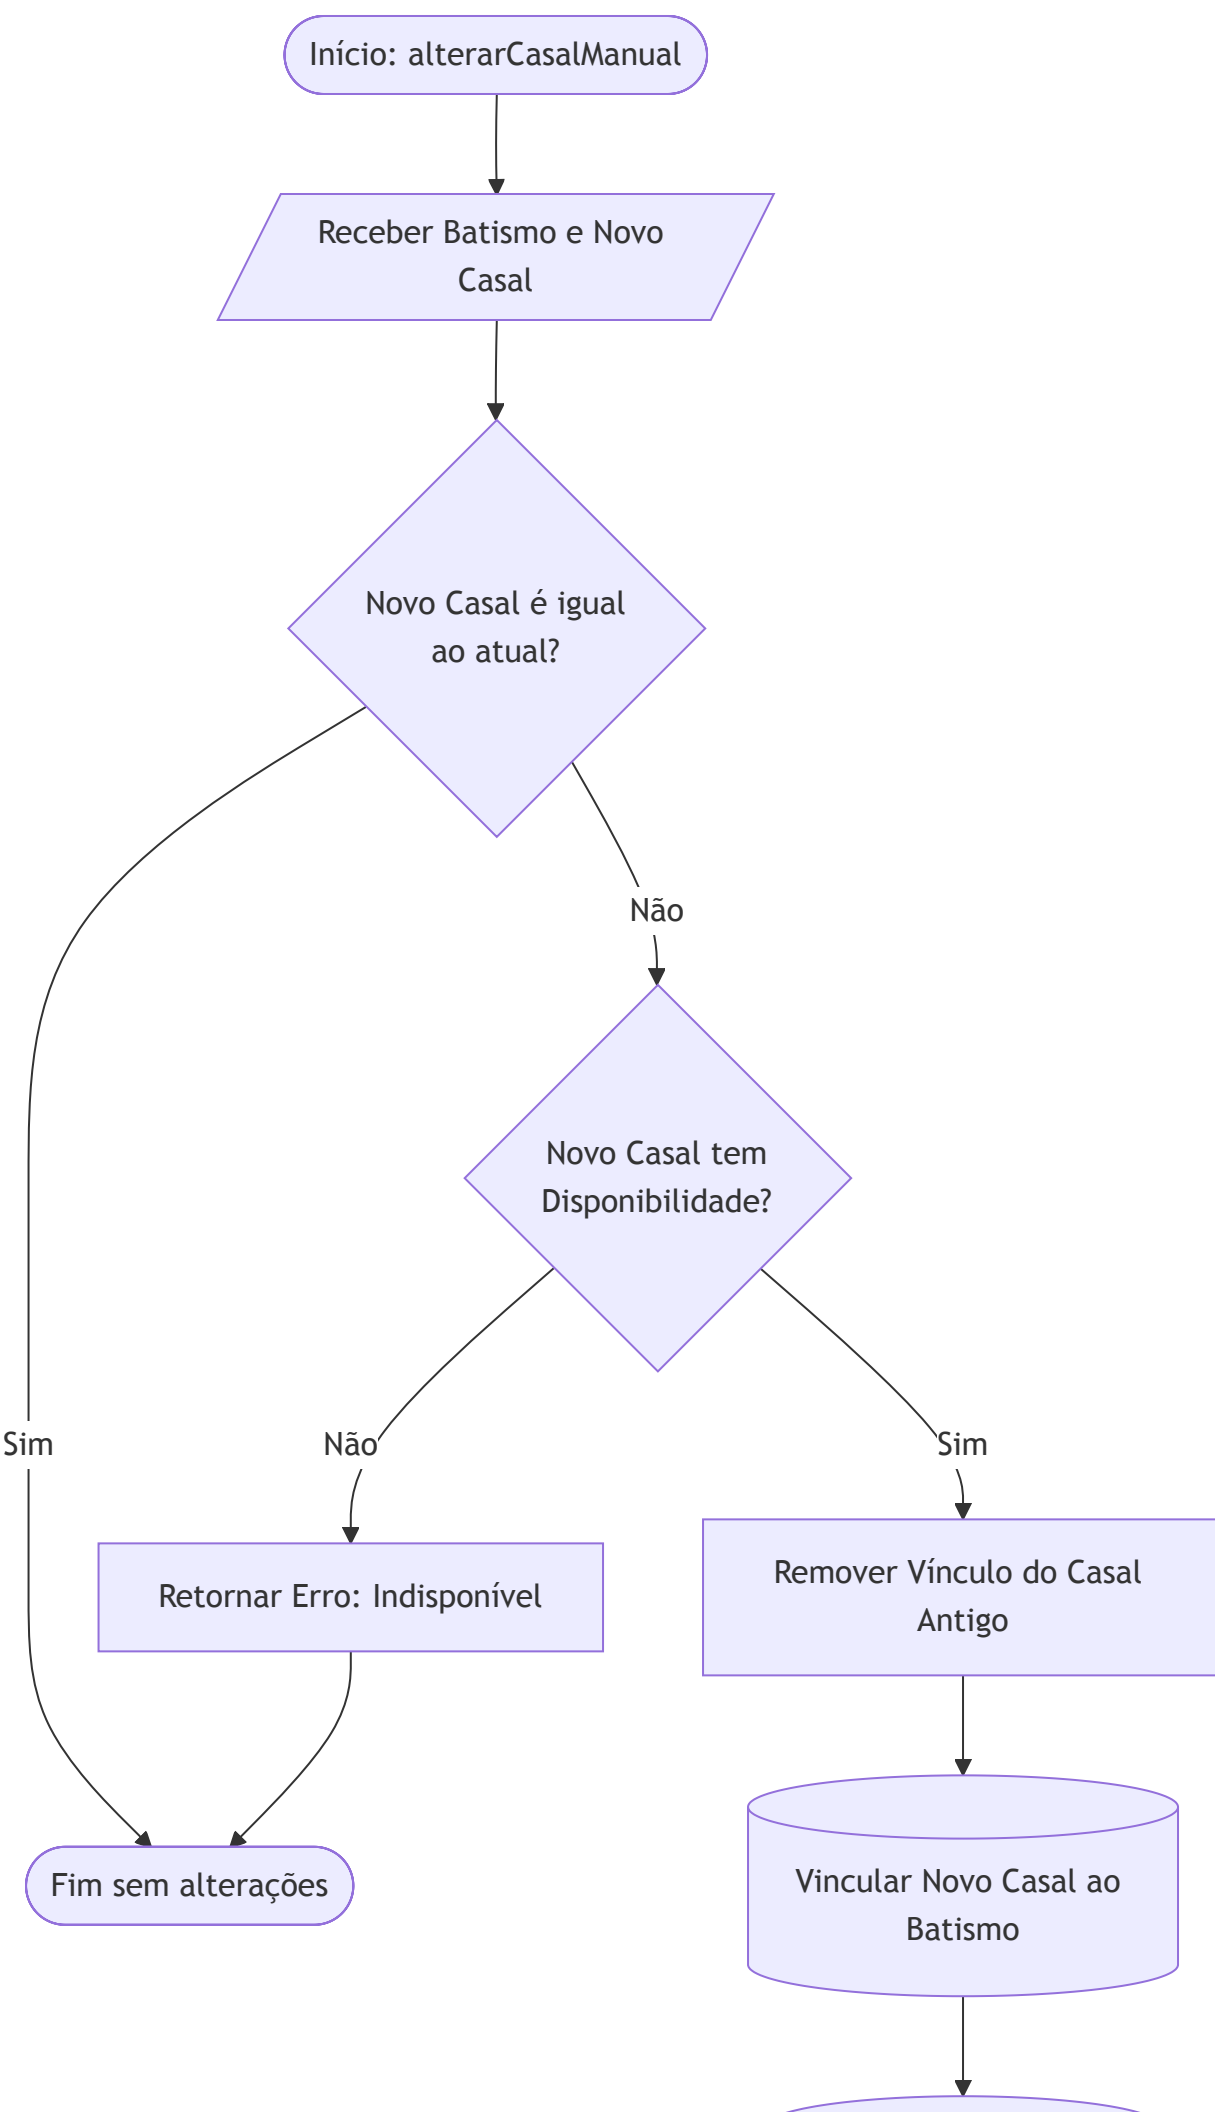 Início: alterarCasalManual
Receber Batismo e Novo
Casal
Novo Casal é igual
ao atual?
Não
Novo Casal tem
Disponibilidade?
Sim
Não
Sim
Retornar Erro: Indisponível
Remover Vínculo do Casal
Antigo
Fim sem alterações
Vincular Novo Casal ao
Batismo